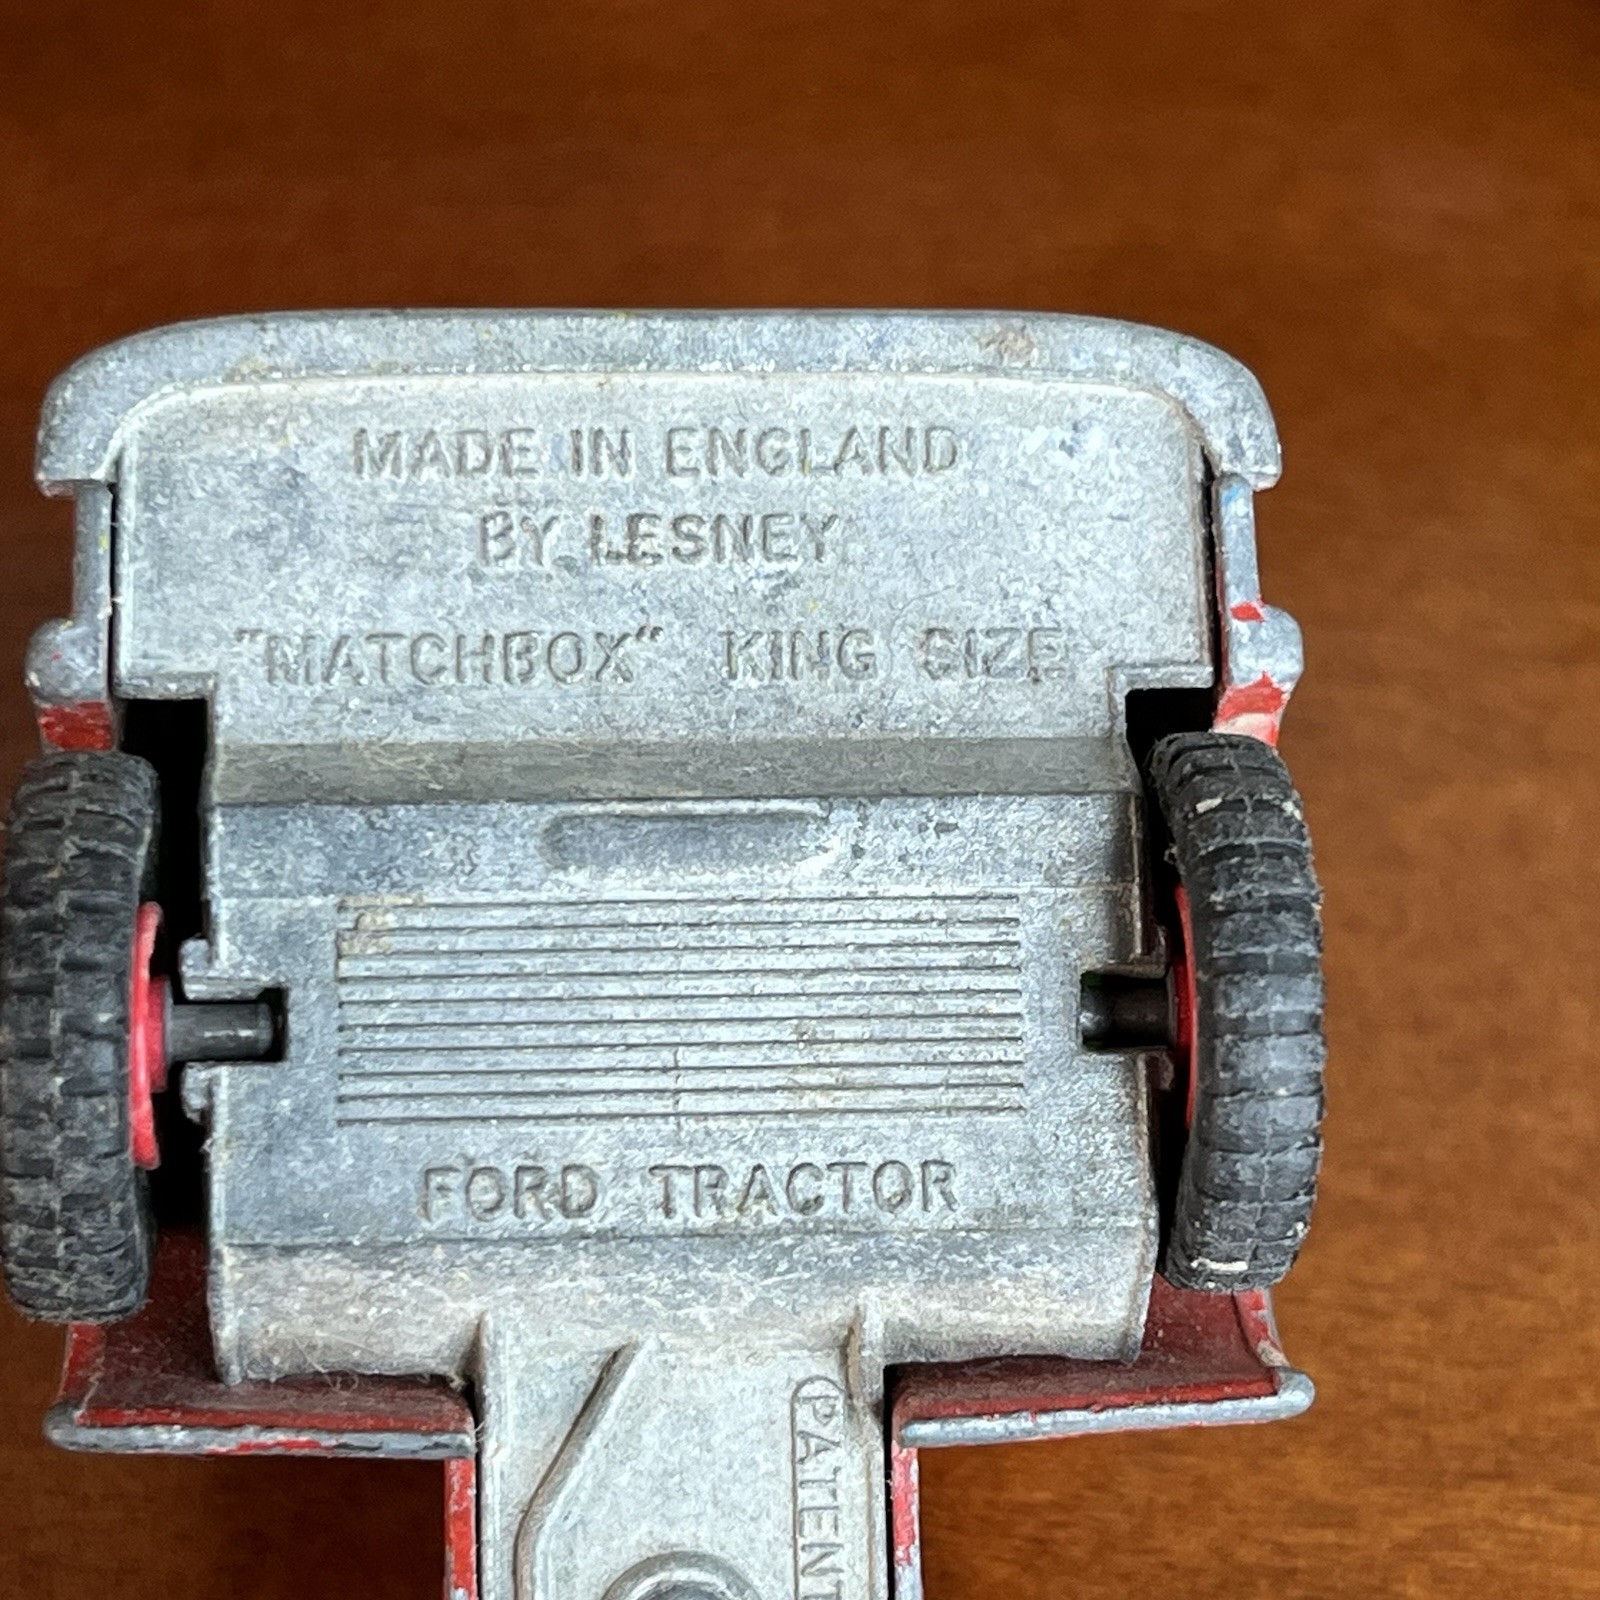 MADE IN ENGLAND
BY LESNEY
"MATCHBOX" KING SIZE
FORD TRACTOR
PATENT